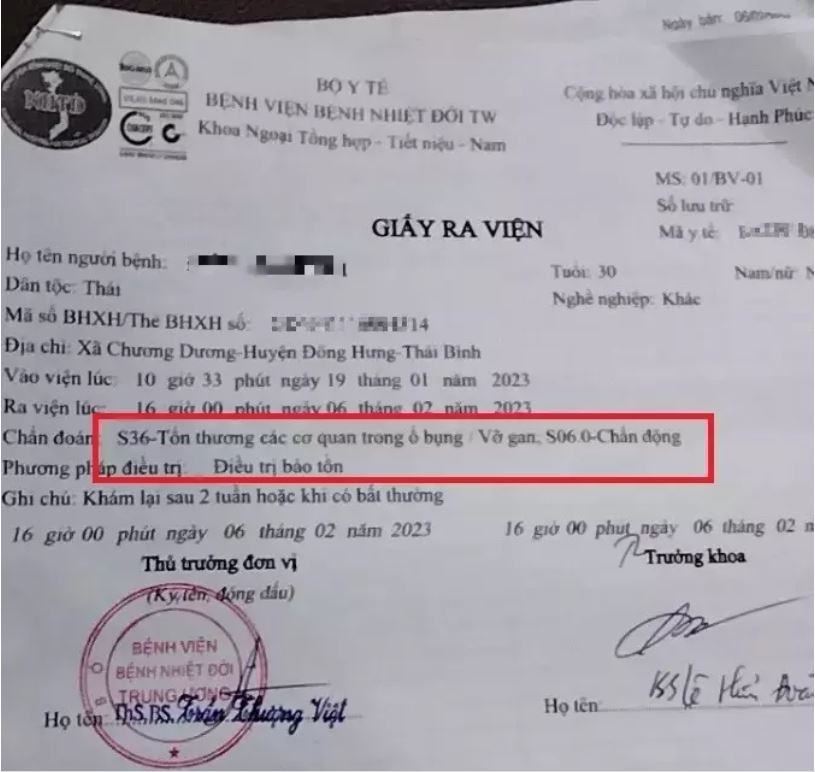 Ngày bán:
NHTD
BỘ Y TẾ
BỆNH VIỆN BỆNH NHIỆT ĐỚI TW
Khoa Ngoại Tổng hợp - Tiết niệu - Nam
Cộng hòa xã hội chủ nghĩa Việt
Độc lập - Tự do - Hạnh Phúc
MS: 01/BV-01
Số lưu trữ:
Mã y tế:
GIẤY RA VIỆN
Họ tên người bệnh:
Tuổi: 30
Nam/nữ:
Dân tộc: Thái
Nghề nghiệp: Khác
Mã số BHXH/Thẻ BHXH số: 14
Địa chỉ: Xã Chương Dương-Huyện Đông Hưng-Thái Bình
Vào viện lúc: 10 giờ 33 phút ngày 19 tháng 01 năm 2023
Ra viện lúc: 16 giờ 00 phút ngày 06 tháng 02 năm 2023
Chẩn đoán: S36-Tổn thương các cơ quan trong ổ bụng / Vỡ gan, S06.0-Chấn động
Phương pháp điều trị: Điều trị bảo tồn
Ghi chú: Khám lại sau 2 tuần hoặc khi có bất thường
16 giờ 00 phút ngày 06 tháng 02 năm 2023
16 giờ 00 phút ngày 06 tháng 02
Thủ trưởng đơn vị
Trưởng khoa
(Ký tên, đóng dấu)
BỆNH VIỆN
BỆNH NHIỆT ĐỚI
TRUNG ƯƠNG
Họ tên: ThS.BS. Trần Thượng Việt
Họ tên: